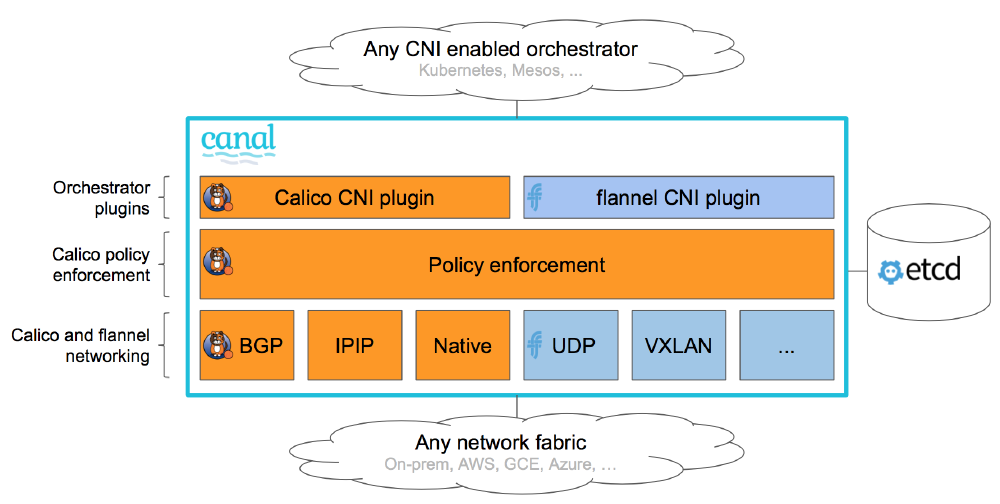 Any CNI enabled orchestrator
Kubernetes, Mesos, ...
canal
Orchestrator
plugins
Calico CNI plugin
flannel CNI plugin
Calico policy
enforcement
Policy enforcement
etcd
Calico and flannel
networking
BGP
IPIP
Native
UDP
VXLAN
...
Any network fabric
On-prem, AWS, GCE, Azure, ...